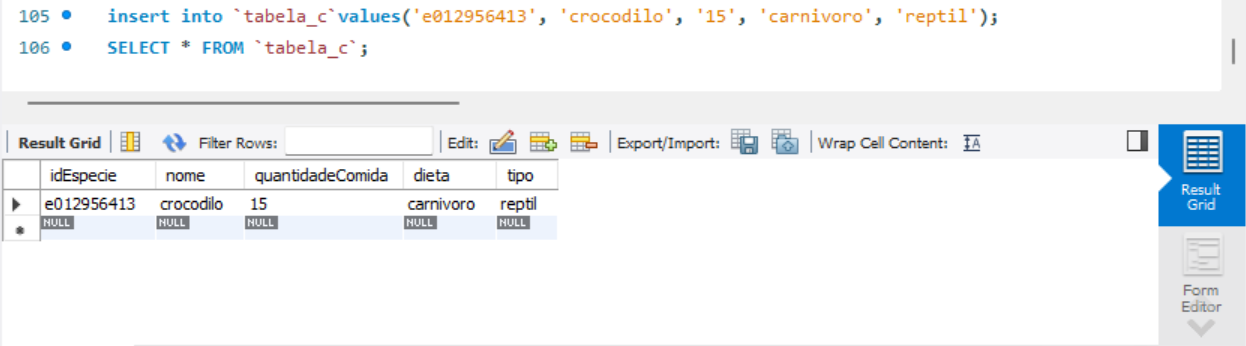 105 insert into `tabela_c`values('e012956413', 'crocodilo', '15', 'carnivoro', 'reptil');
106 SELECT * FROM `tabela_c`;
Result Grid Filter Rows: Edit: Export/Import: Wrap Cell Content: IA
idEspecie nome quantidadeComida dieta tipo
e012956413 crocodilo 15 carnivoro reptil
NULL NULL NULL NULL NULL
Result
Grid
Form
Editor